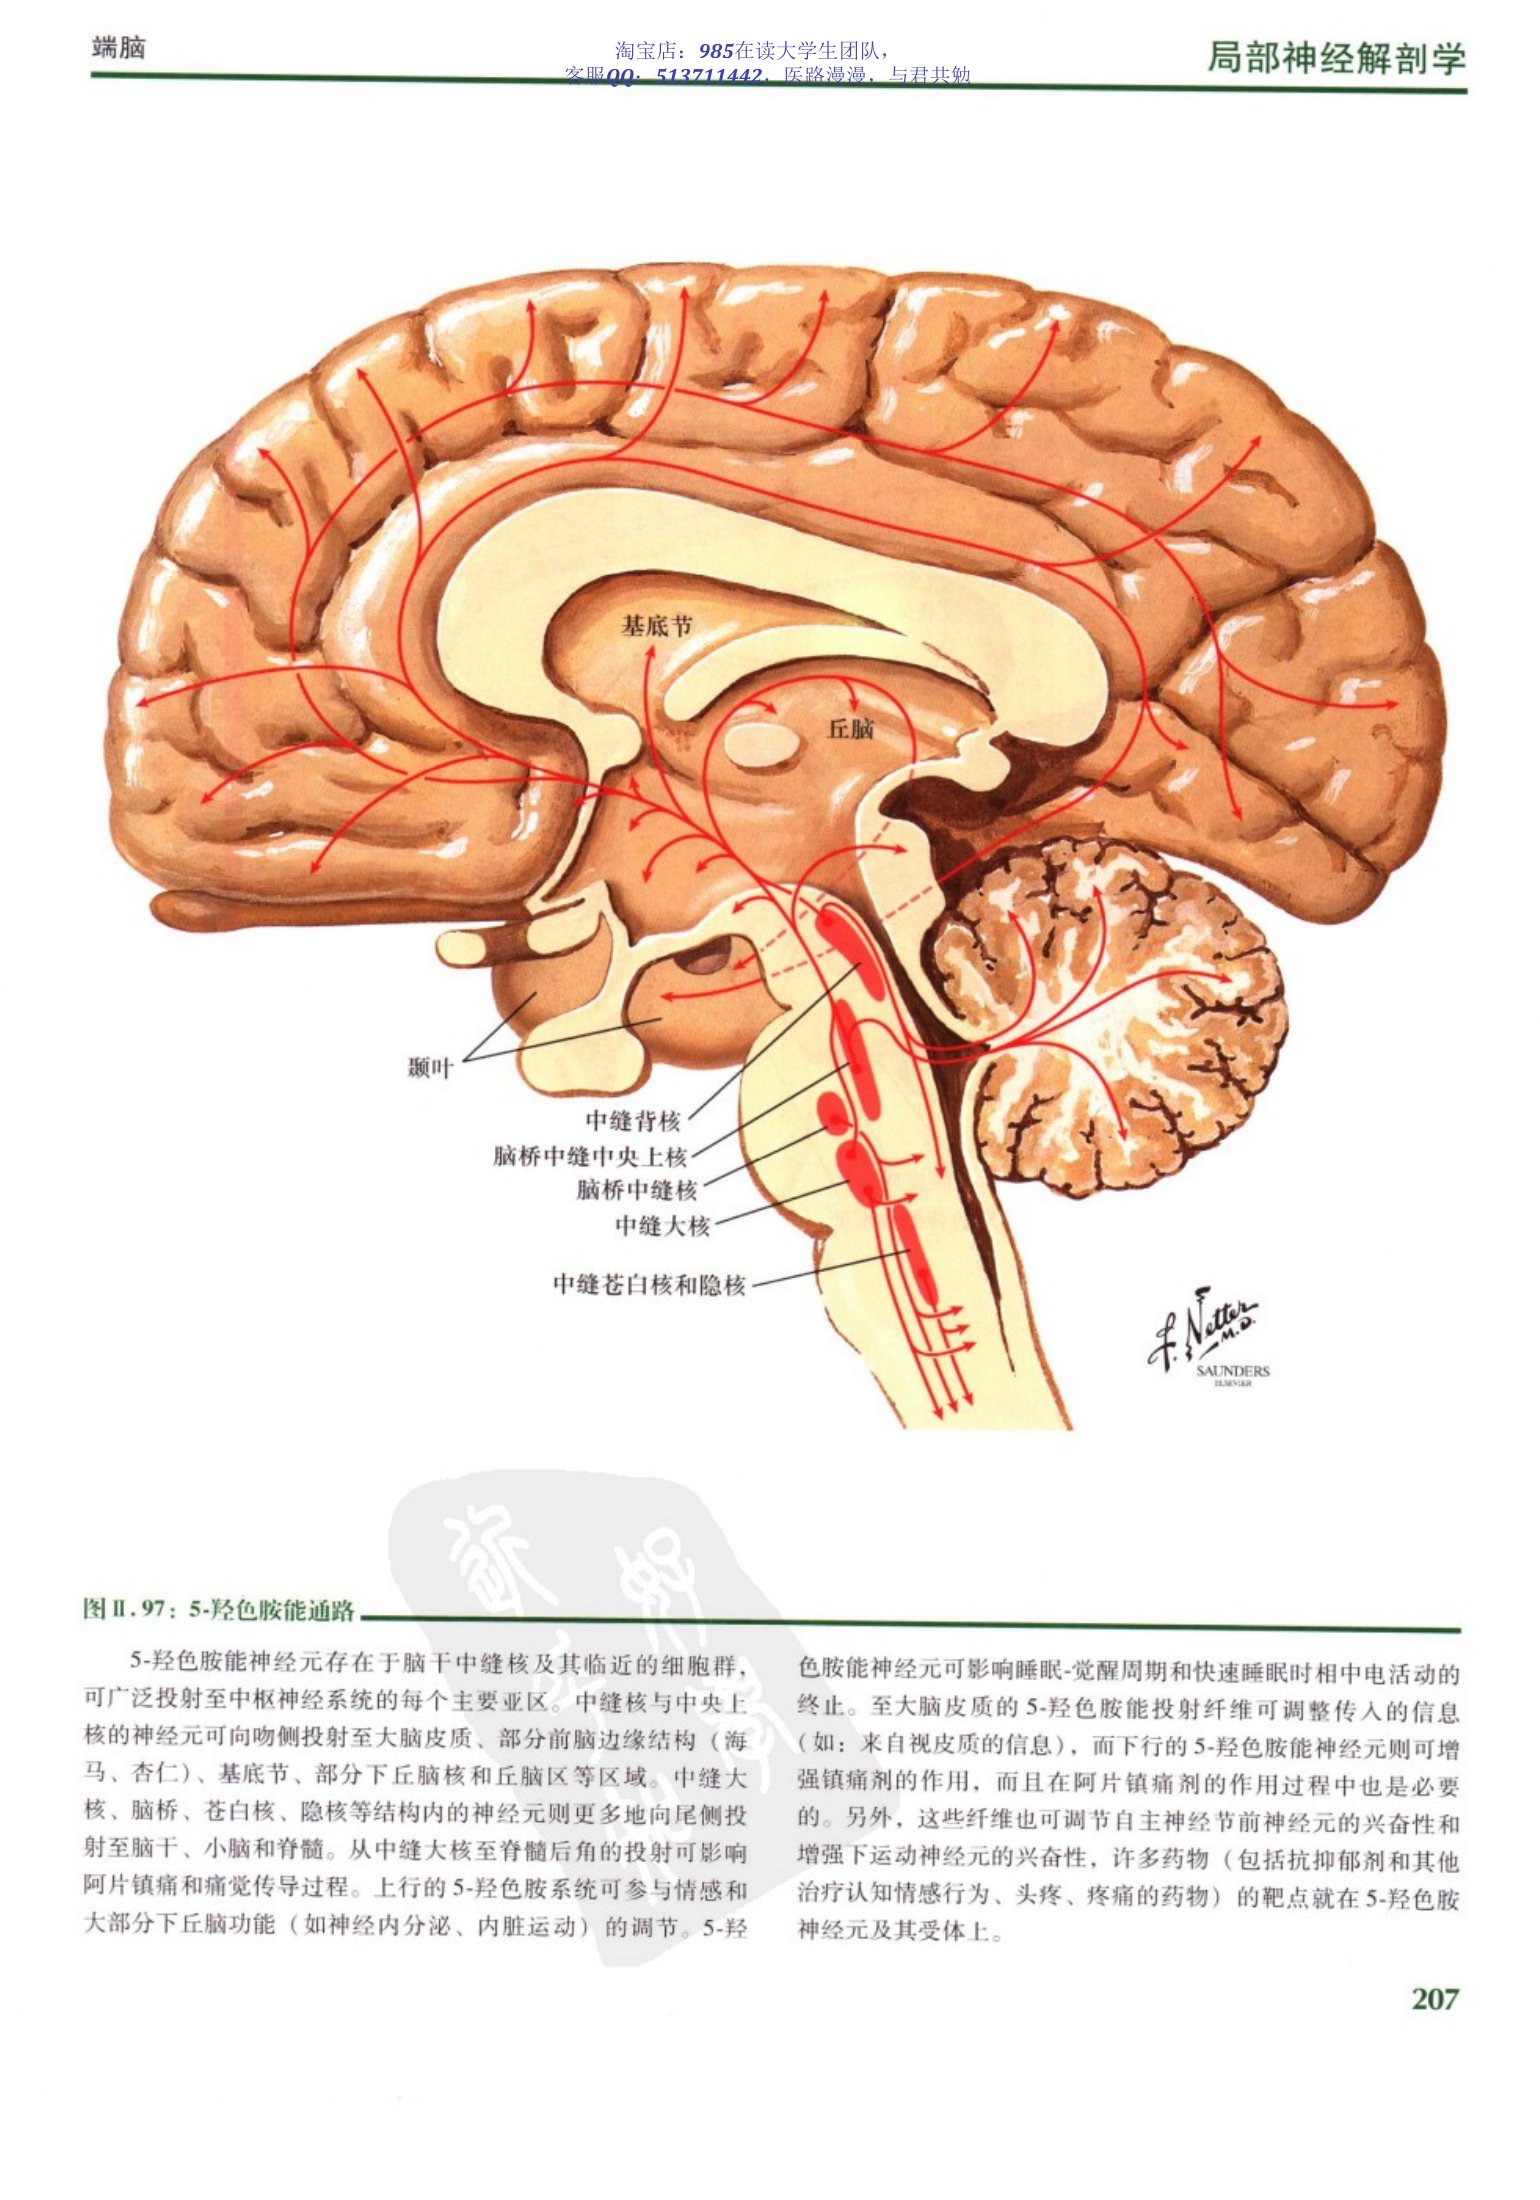 端脑
淘宝店：985在读大学生团队，
客服QQ：513711442，医路漫漫，与君共勉
局部神经解剖学
基底节
丘脑
颞叶
中缝背核
脑桥中缝中央上核
脑桥中缝核
中缝大核
中缝苍白核和隐核
F. Netter
M.D.
SAUNDERS
ELSEVIER
图 II.97：5-羟色胺能通路
5-羟色胺能神经元存在于脑干中缝核及其临近的细胞群，
可广泛投射至中枢神经系统的每个主要亚区。中缝核与中央上
核的神经元可向吻侧投射至大脑皮质、部分前脑边缘结构（海
马、杏仁）、基底节、部分下丘脑核和丘脑区等区域。中缝大
核、脑桥、苍白核、隐核等结构内的神经元则更多地向尾侧投
射至脑干、小脑和脊髓。从中缝大核至脊髓后角的投射可影响
阿片镇痛和痛觉传导过程。上行的 5-羟色胺系统可参与情感和
大部分下丘脑功能（如神经内分泌、内脏运动）的调节。5-羟
色胺能神经元可影响睡眠-觉醒周期和快速睡眠时相中电活动的
终止。至大脑皮质的 5-羟色胺能投射纤维可调整传入的信息
（如：来自视皮质的信息），而下行的 5-羟色胺能神经元则可增
强镇痛剂的作用，而且在阿片镇痛剂的作用过程中也是必要
的。另外，这些纤维也可调节自主神经节前神经元的兴奋性和
增强下运动神经元的兴奋性，许多药物（包括抗抑郁剂和其他
治疗认知情感行为、头疼、疼痛的药物）的靶点就在 5-羟色胺
神经元及其受体上。
207